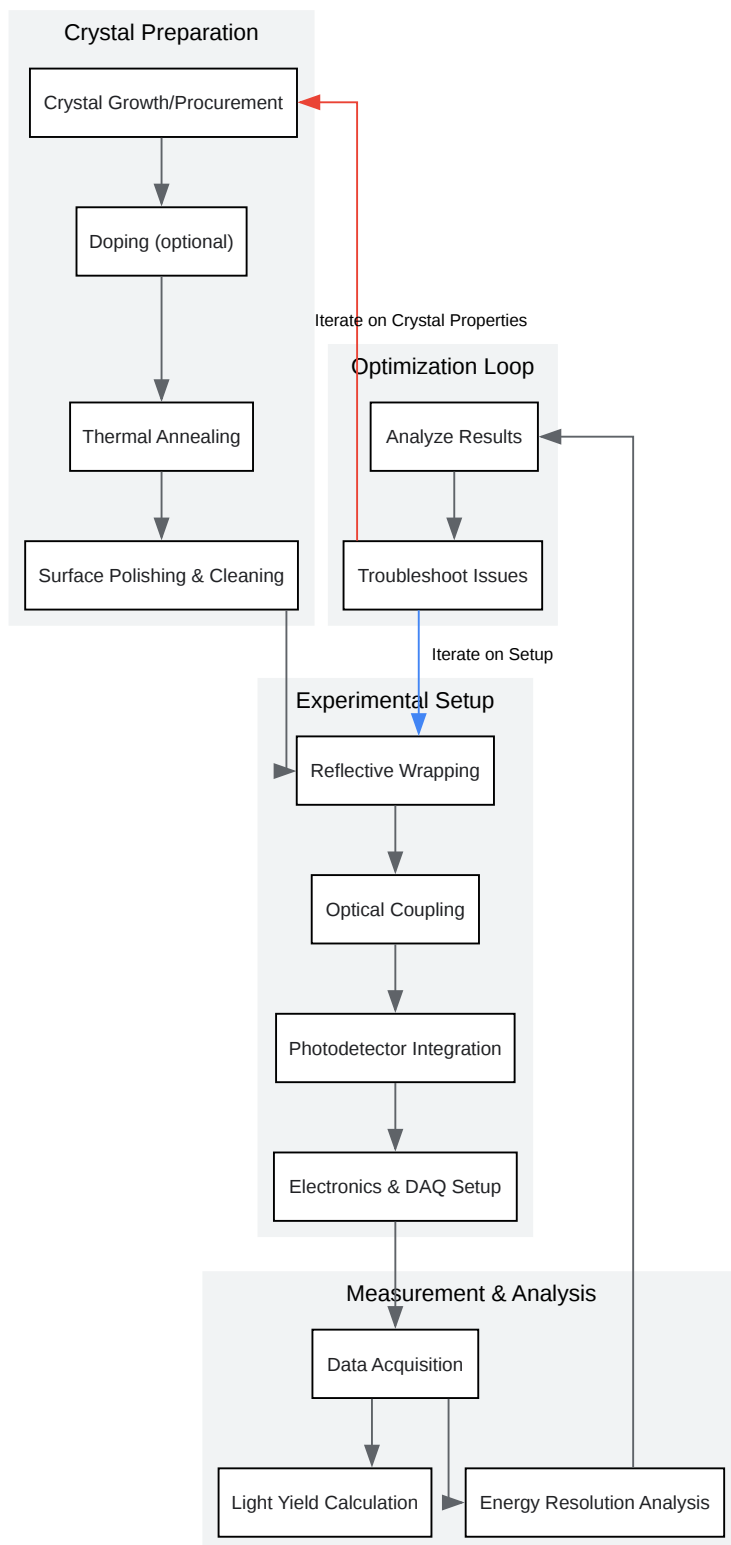 Crystal Preparation
Crystal Growth/Procurement
Doping (optional)
Iterate on Crystal Properties
Optimization Loop
Thermal Annealing
Analyze Results
Surface Polishing & Cleaning
Troubleshoot Issues
Iterate on Setup
Experimental Setup
Reflective Wrapping
Optical Coupling
Photodetector Integration
Electronics & DAQ Setup
Measurement & Analysis
Data Acquisition
Light Yield Calculation
Energy Resolution Analysis